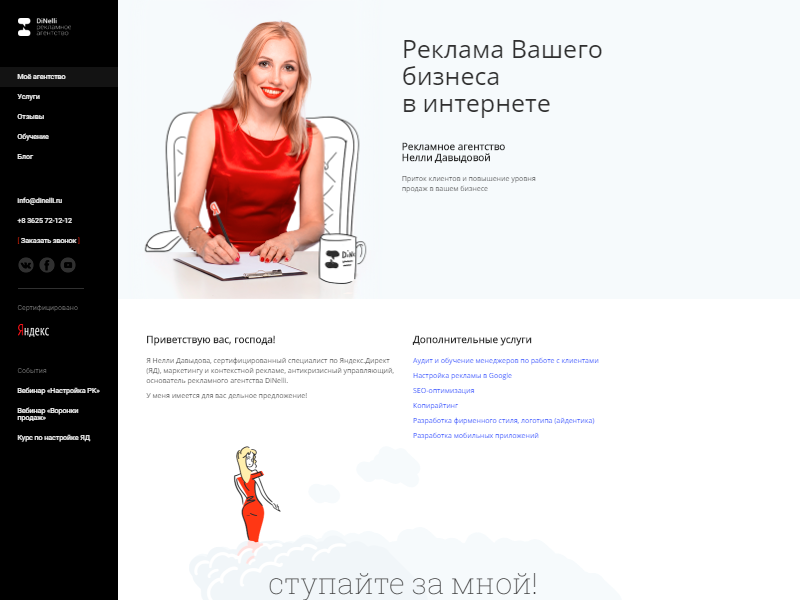 DiNelli
рекламное
агентство
Моё агентство
Услуги
Отзывы
Обучение
Блог
info@dinelli.ru
+8 3625 72-12-12
[ Заказать звонок ]
Сертифицировано
Яндекс
События
Вебинар «Настройка РК»
Вебинар «Воронки
продаж»
Курс по настройке ЯД
Реклама Вашего
бизнеса
в интернете
Рекламное агентство
Нелли Давыдовой
Приток клиентов и повышение уровня
продаж в вашем бизнесе
Приветствую вас, господа!
Я Нелли Давыдова, сертифицированный специалист по Яндекс.Директ
(ЯД), маркетингу и контекстной рекламе, антикризисный управляющий,
основатель рекламного агентства DiNelli.
У меня имеется для вас дельное предложение!
Дополнительные услуги
Аудит и обучение менеджеров по работе с клиентами
Настройка рекламы в Google
SEO-оптимизация
Копирайтинг
Разработка фирменного стиля, логотипа (айдентика)
Разработка мобильных приложений
ступайте за мной!